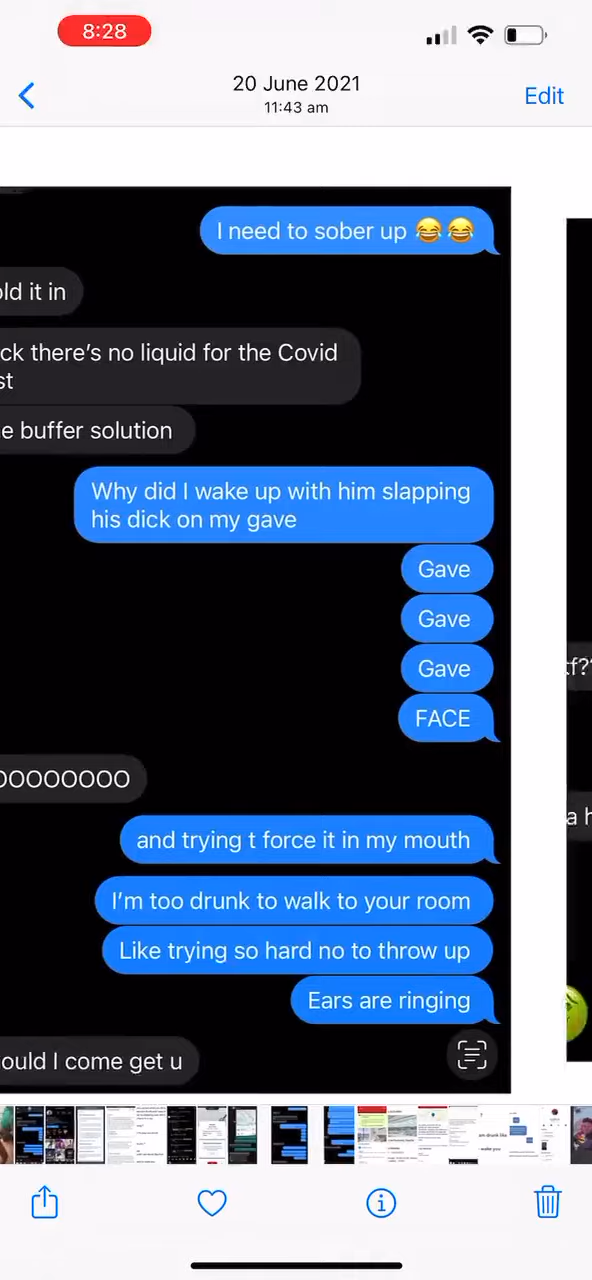 8:28
20 June 2021
11:43 am
Edit
I need to sober up 😂😂
old it in
ck there's no liquid for the Covid
st
e buffer solution
Why did I wake up with him slapping
his dick on my gave
Gave
Gave
Gave
FACE
OOOOOOOO
and trying t force it in my mouth
I'm too drunk to walk to your room
Like trying so hard no to throw up
Ears are ringing
ould I come get u
tf??
a h